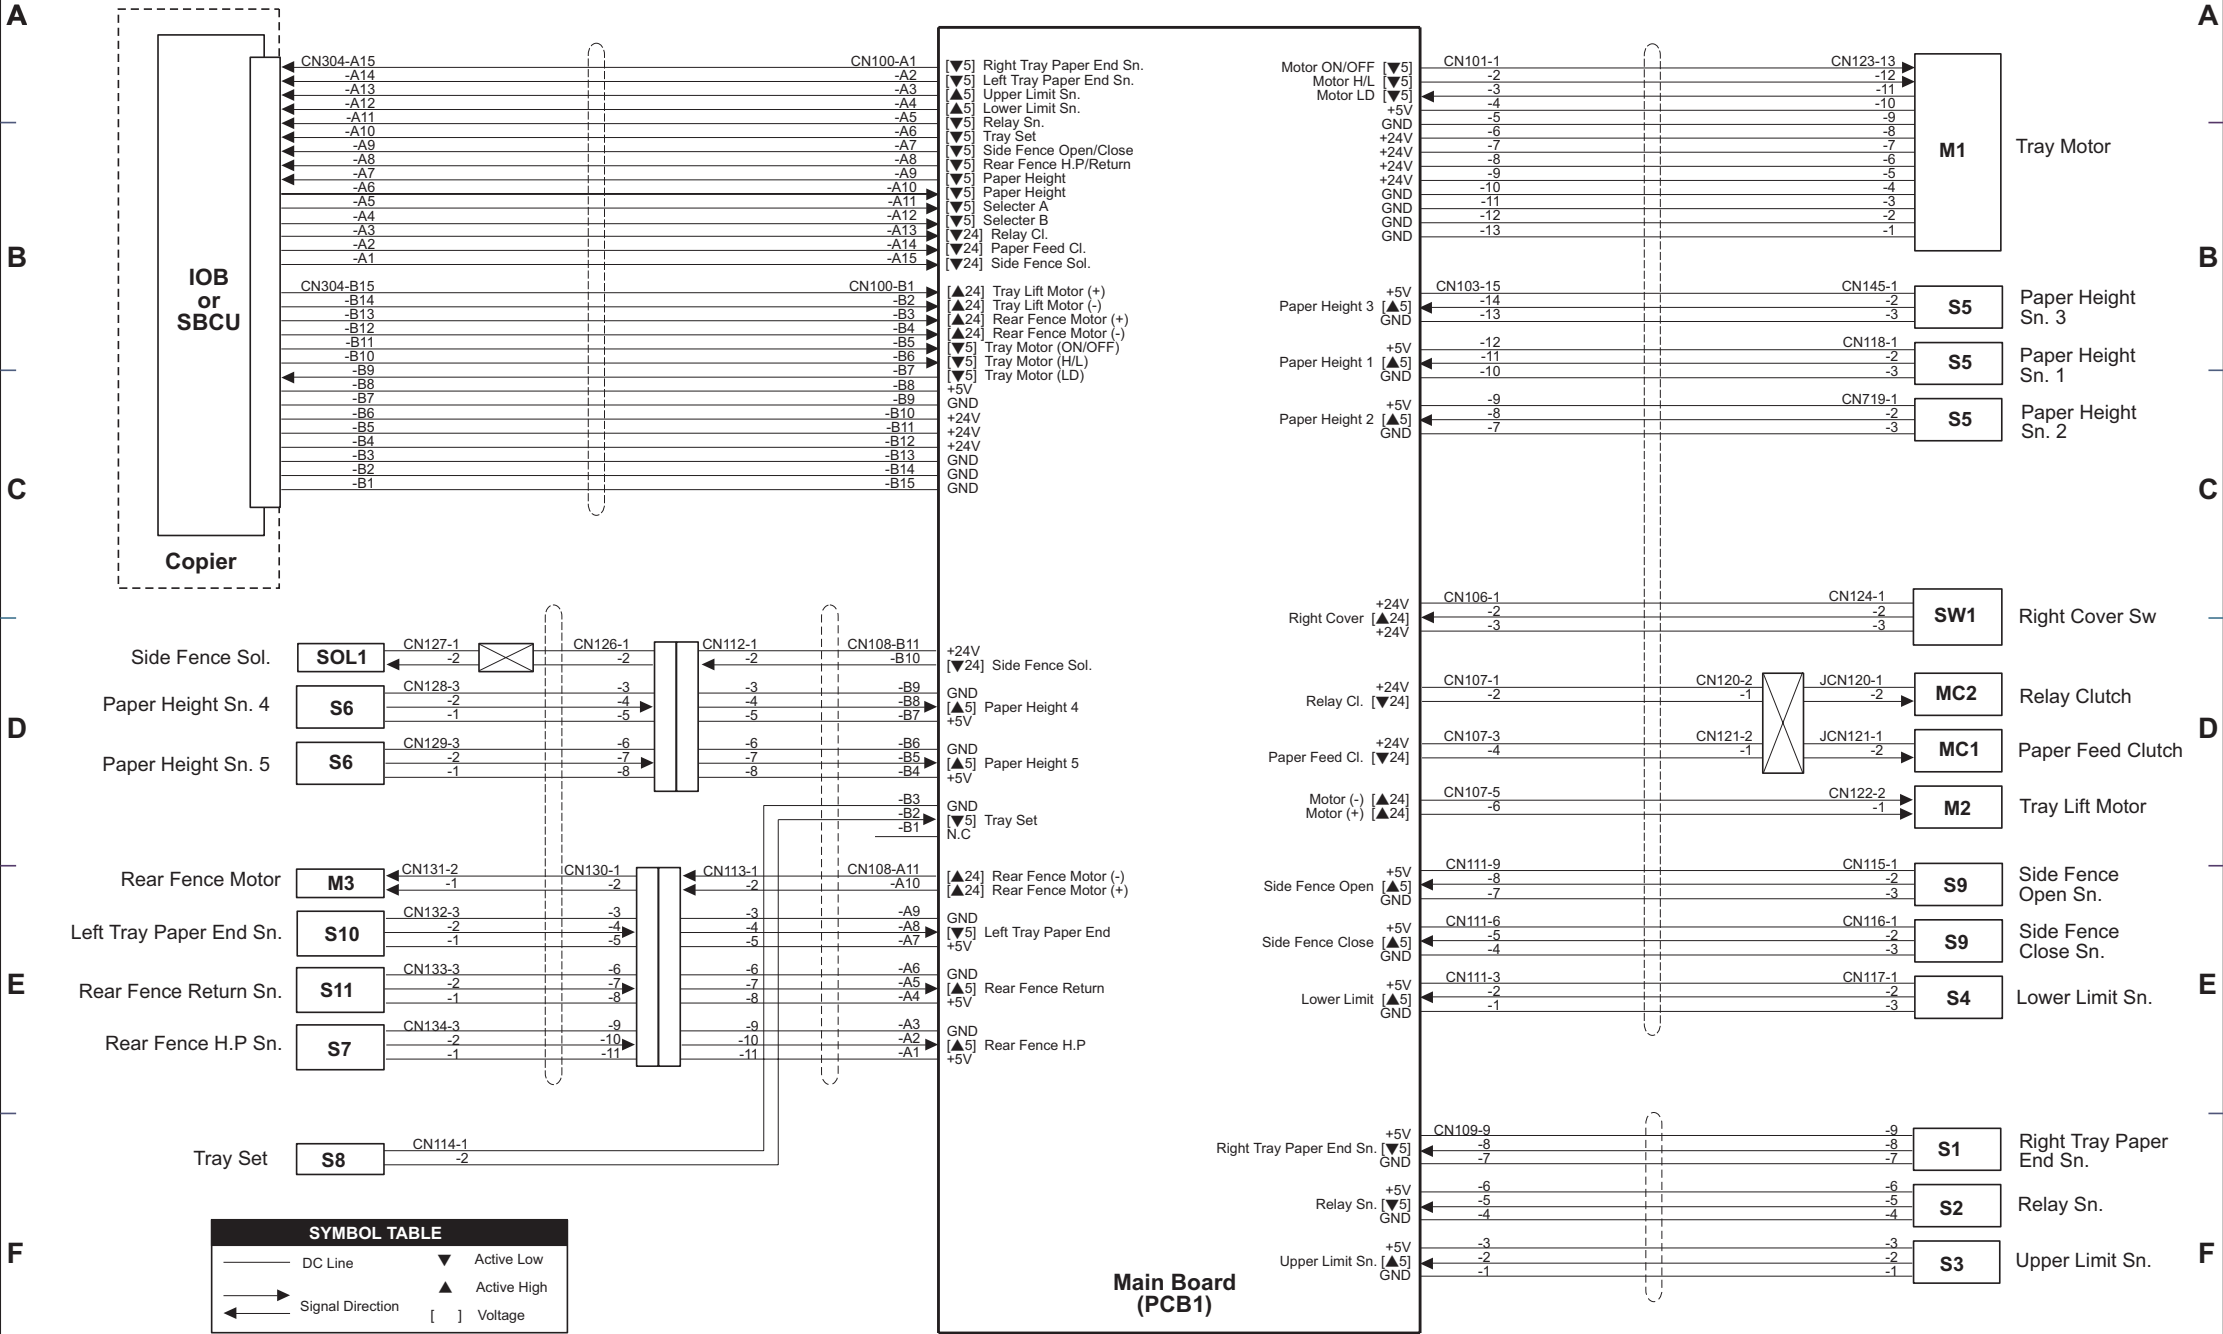 A A
CN304-A15 CN100-A1 [▼5] Right Tray Paper End Sn.
-A14 -A2 [▼5] Left Tray Paper End Sn.
-A13 -A3 [▲5] Upper Limit Sn.
-A12 -A4 [▲5] Lower Limit Sn.
-A11 -A5 [▼5] Relay Sn.
-A10 -A6 [▼5] Tray Set
-A9 -A7 [▼5] Side Fence Open/Close
-A8 -A8 [▼5] Rear Fence H.P/Return
-A7 -A9 [▼5] Paper Height
-A6 -A10 [▼5] Paper Height
-A5 -A11 [▼5] Selecter A
-A4 -A12 [▼5] Selecter B
-A3 -A13 [▼24] Relay Cl.
-A2 -A14 [▼24] Paper Feed Cl.
-A1 -A15 [▼24] Side Fence Sol.
B B
IOB
or
SBCU
CN304-B15 CN100-B1 [▲24] Tray Lift Motor (+)
-B14 -B2 [▲24] Tray Lift Motor (-)
-B13 -B3 [▲24] Rear Fence Motor (+)
-B12 -B4 [▲24] Rear Fence Motor (-)
-B11 -B5 [▼5] Tray Motor (ON/OFF)
-B10 -B6 [▼5] Tray Motor (H/L)
-B9 -B7 [▼5] Tray Motor (LD)
-B8 -B8 +5V
-B7 -B9 GND
-B6 -B10 +24V
-B5 -B11 +24V
-B4 -B12 +24V
-B3 -B13 GND
-B2 -B14 GND
-B1 -B15 GND
C C
Copier
Motor ON/OFF [▼5] CN101-1 CN123-13
Motor H/L [▼5] -2 -12
Motor LD [▼5] -3 -11
+5V -4 -10
GND -5 -9
+24V -6 -8
+24V -7 -7
+24V -8 -6
+24V -9 -5
GND -10 -4
GND -11 -3
GND -12 -2
GND -13 -1
M1 Tray Motor
+5V CN103-15 CN145-1
Paper Height 3 [▲5] -14 -2
GND -13 -3
S5 Paper Height
Sn. 3
+5V -12 CN118-1
Paper Height 1 [▲5] -11 -2
GND -10 -3
S5 Paper Height
Sn. 1
+5V -9 CN719-1
Paper Height 2 [▲5] -8 -2
GND -7 -3
S5 Paper Height
Sn. 2
+24V CN106-1 CN124-1
Right Cover [▲24] -2 -2
+24V -3 -3
SW1 Right Cover Sw
Side Fence Sol. SOL1
CN127-1 CN126-1 CN112-1 CN108-B11 +24V
-2 -2 -2 -B10 [▼24] Side Fence Sol.
Paper Height Sn. 4 S6
CN128-3 -3 -3 -B9 GND
-2 -4 -4 -B8 [▲5] Paper Height 4
-1 -5 -5 -B7 +5V
D D
Paper Height Sn. 5 S6
CN129-3 -6 -6 -B6 GND
-2 -7 -7 -B5 [▲5] Paper Height 5
-1 -8 -8 -B4 +5V
-B3 GND
-B2 [▼5] Tray Set
-B1 N.C
+24V CN107-1 CN120-2 JCN120-1
Relay Cl. [▼24] -2 -1 -2
MC2 Relay Clutch
+24V CN107-3 CN121-2 JCN121-1
Paper Feed Cl. [▼24] -4 -1 -2
MC1 Paper Feed Clutch
Motor (-) [▲24] CN107-5 CN122-2
Motor (+) [▲24] -6 -1
M2 Tray Lift Motor
Rear Fence Motor M3
CN131-2 CN130-1 CN113-1 CN108-A11 [▲24] Rear Fence Motor (-)
-1 -2 -2 -A10 [▲24] Rear Fence Motor (+)
Left Tray Paper End Sn. S10
CN132-3 -3 -3 -A9 GND
-2 -4 -4 -A8 [▼5] Left Tray Paper End
-1 -5 -5 -A7 +5V
E E
Rear Fence Return Sn. S11
CN133-3 -6 -6 -A6 GND
-2 -7 -7 -A5 [▲5] Rear Fence Return
-1 -8 -8 -A4 +5V
Rear Fence H.P Sn. S7
CN134-3 -9 -9 -A3 GND
-2 -10 -10 -A2 [▲5] Rear Fence H.P
-1 -11 -11 -A1 +5V
+5V CN111-9 CN115-1
Side Fence Open [▲5] -8 -2
GND -7 -3
S9 Side Fence
Open Sn.
+5V CN111-6 CN116-1
Side Fence Close [▲5] -5 -2
GND -4 -3
S9 Side Fence
Close Sn.
+5V CN111-3 CN117-1
Lower Limit [▲5] -2 -2
GND -1 -3
S4 Lower Limit Sn.
Tray Set S8
CN114-1
-2
+5V CN109-9 -9
Right Tray Paper End Sn. [▼5] -8 -8
GND -7 -7
S1 Right Tray Paper
End Sn.
+5V -6 -6
Relay Sn. [▼5] -5 -5
GND -4 -4
S2 Relay Sn.
+5V -3 -3
Upper Limit Sn. [▲5] -2 -2
GND -1 -1
S3 Upper Limit Sn.
F F
SYMBOL TABLE
DC Line ▼ Active Low
▲ Active High
Signal Direction [ ] Voltage
Main Board
(PCB1)